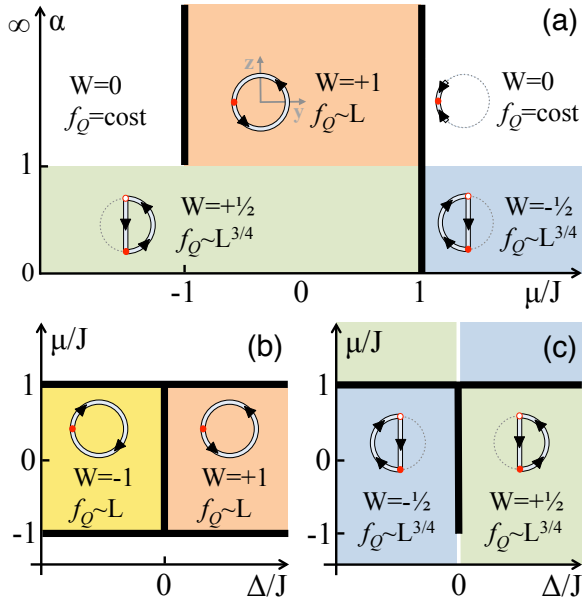 ∞ α (a)
W=0 z W=+1 W=0
f_Q=cost y f_Q~L f_Q=cost
1
W=+½ W=-½
f_Q~L^{3/4} f_Q~L^{3/4}
0
-1 0 1 μ/J
μ/J (b) μ/J (c)
1 1
0 0
W=-1 W=+1 W=-½ W=+½
f_Q~L f_Q~L f_Q~L^{3/4} f_Q~L^{3/4}
-1 -1
0 Δ/J 0 Δ/J